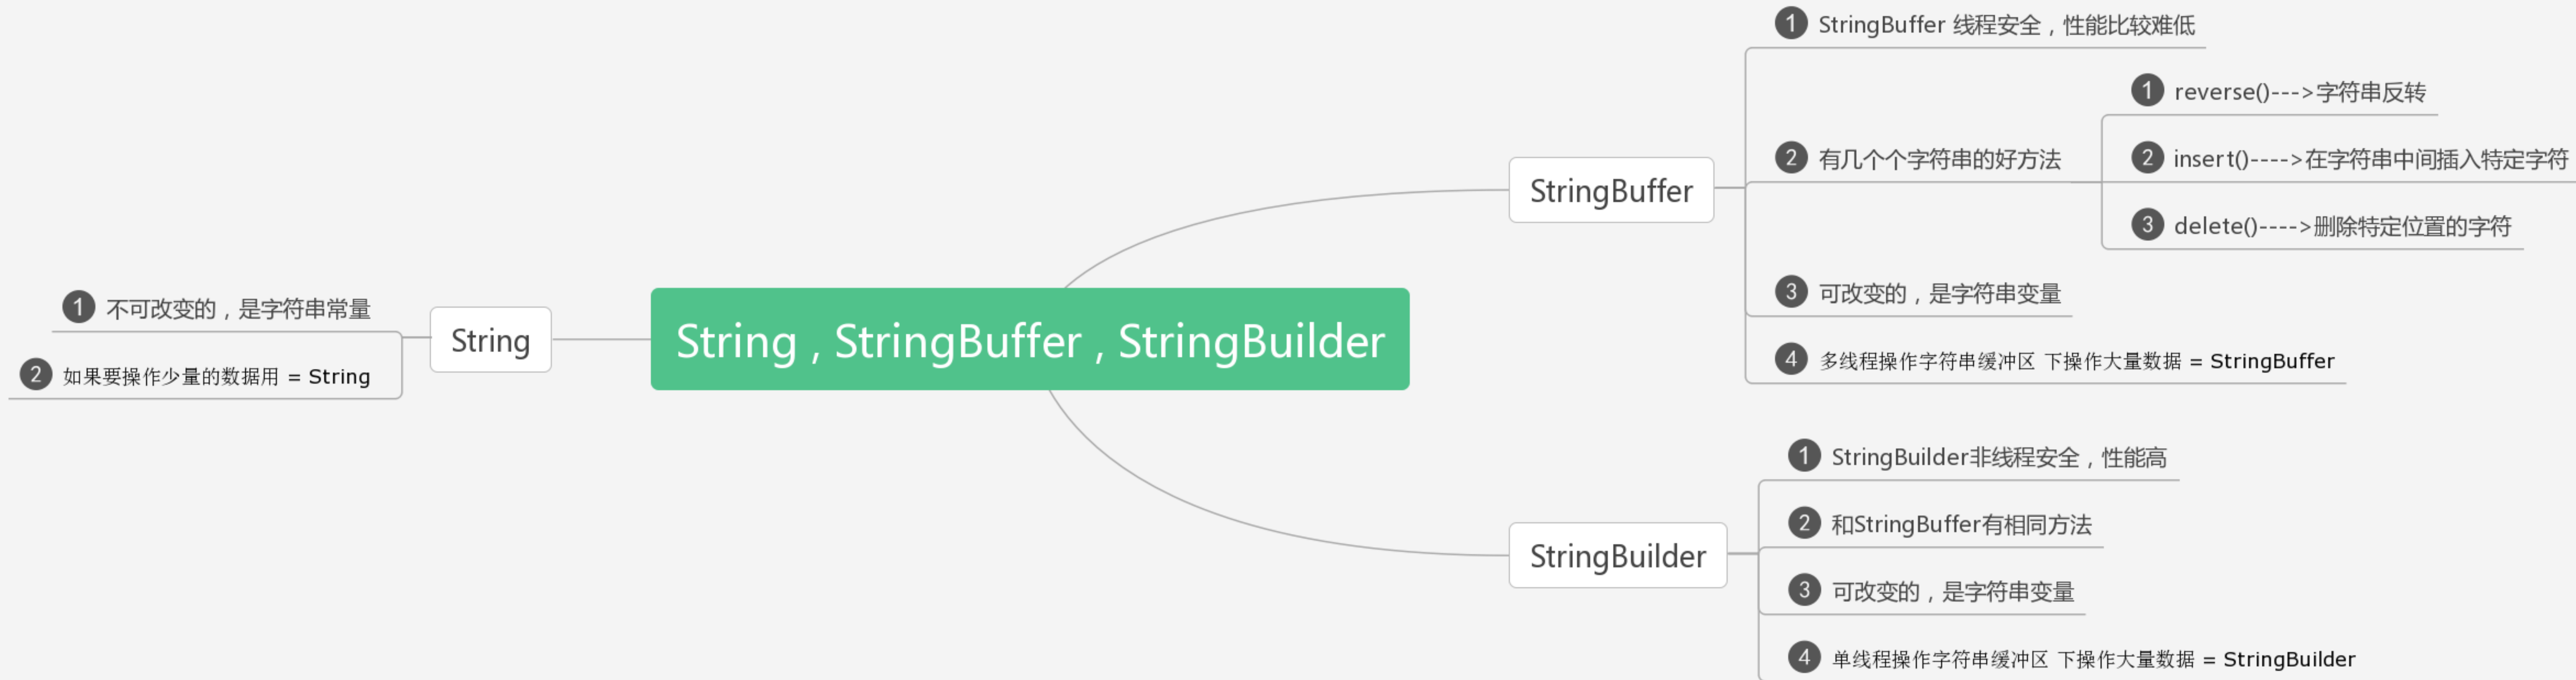 String , StringBuffer , StringBuilder
String
1 不可改变的，是字符串常量
2 如果要操作少量的数据用 = String
StringBuffer
1 StringBuffer 线程安全，性能比较难低
2 有几个个字符串的好方法
1 reverse()--->字符串反转
2 insert()---->在字符串中间插入特定字符
3 delete()---->删除特定位置的字符
3 可改变的，是字符串变量
4 多线程操作字符串缓冲区 下操作大量数据 = StringBuffer
StringBuilder
1 StringBuilder非线程安全，性能高
2 和StringBuffer有相同方法
3 可改变的，是字符串变量
4 单线程操作字符串缓冲区 下操作大量数据 = StringBuilder